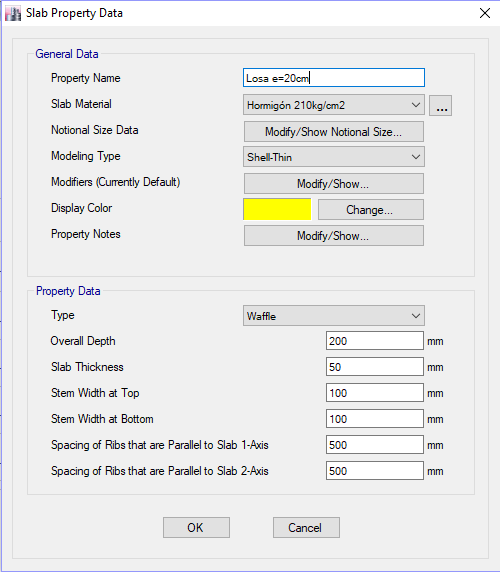 Slab Property Data
General Data
Property Name Losa e=20cm
Slab Material Hormigón 210kg/cm2 ...
Notional Size Data Modify/Show Notional Size...
Modeling Type Shell-Thin
Modifiers (Currently Default) Modify/Show...
Display Color Change...
Property Notes Modify/Show...
Property Data
Type Waffle
Overall Depth 200 mm
Slab Thickness 50 mm
Stem Width at Top 100 mm
Stem Width at Bottom 100 mm
Spacing of Ribs that are Parallel to Slab 1-Axis 500 mm
Spacing of Ribs that are Parallel to Slab 2-Axis 500 mm
OK Cancel